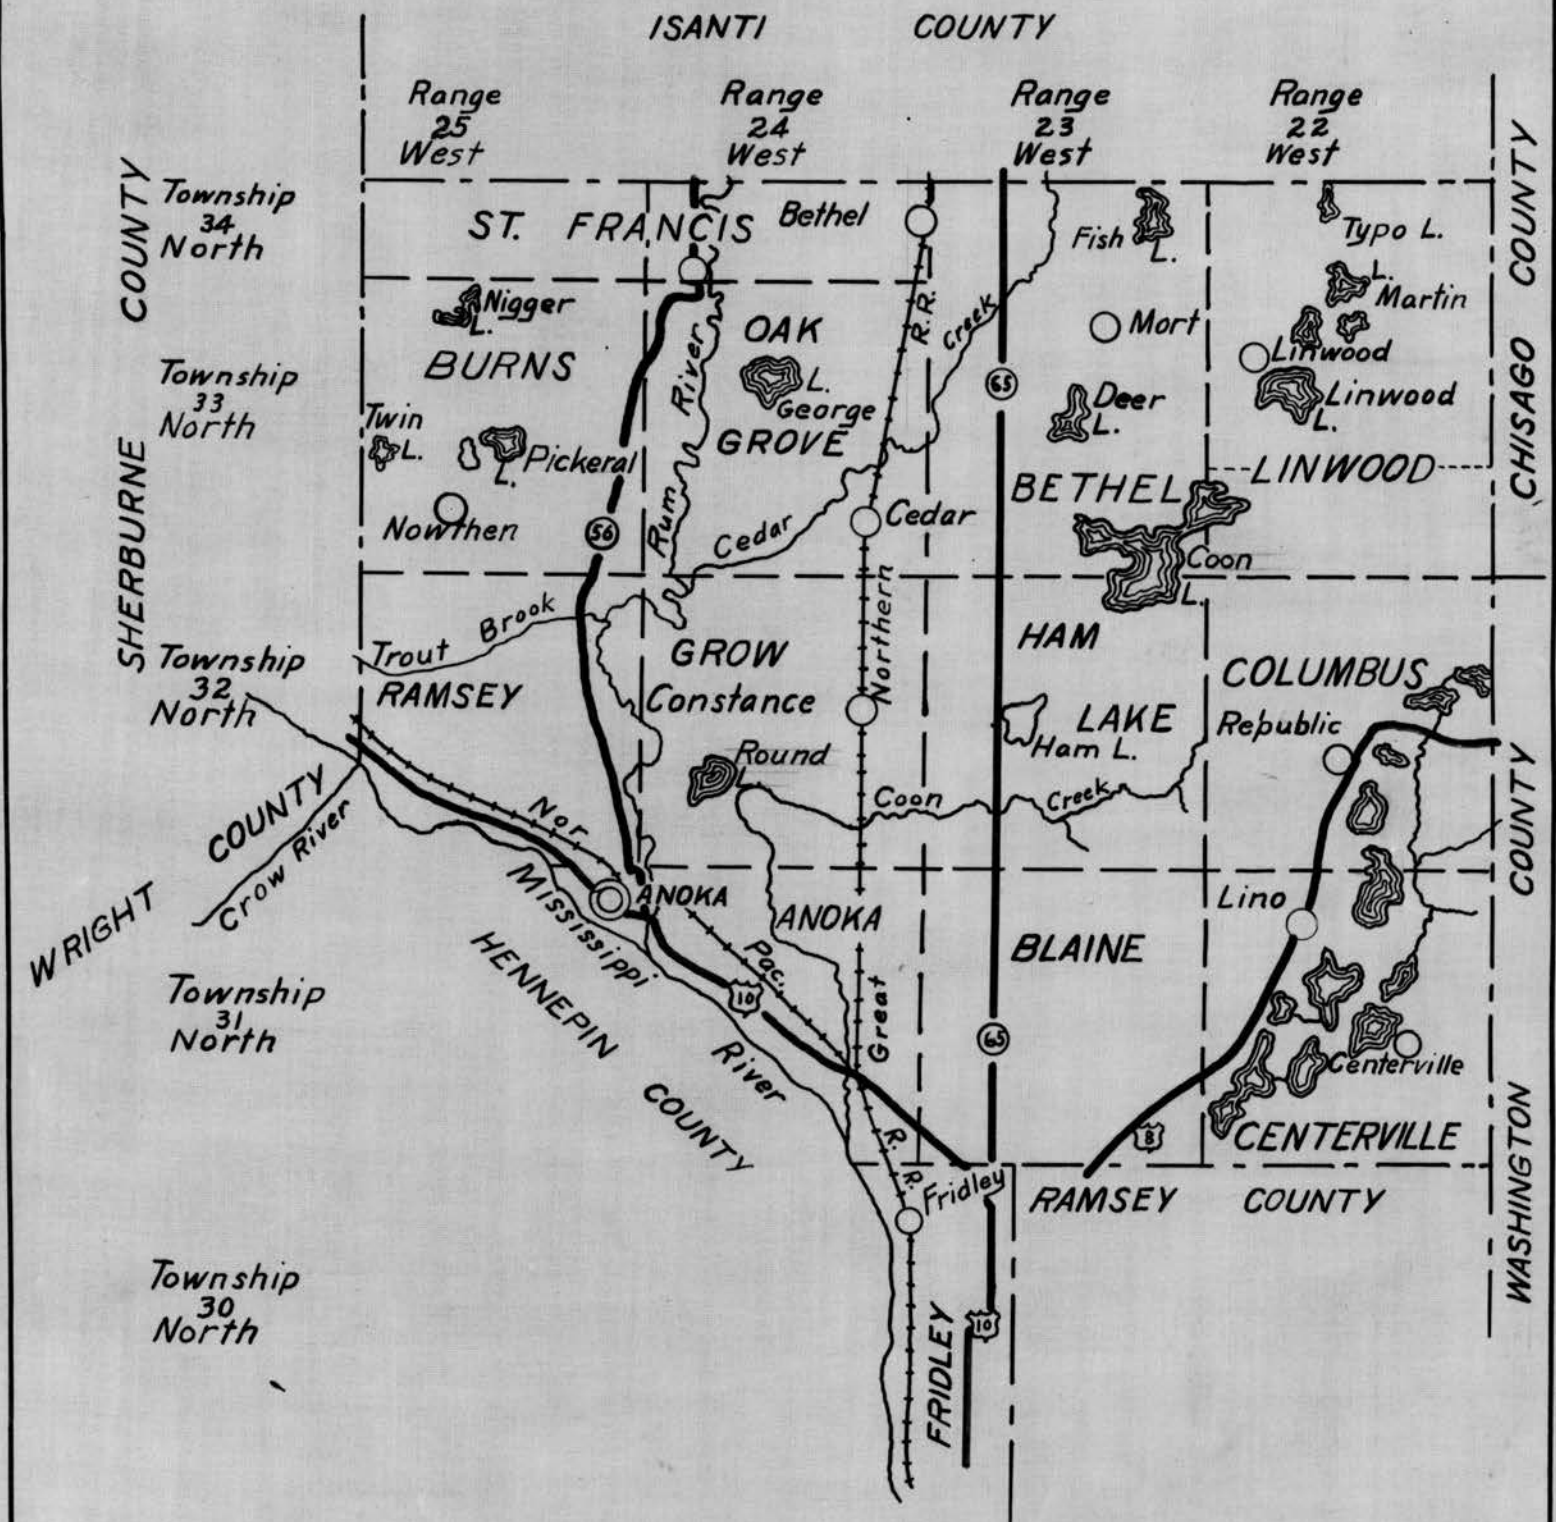 ISANTI COUNTY
Range
25
West
Range
24
West
Range
23
West
Range
22
West
SHERBURNE COUNTY
CHISAGO COUNTY
Township
34
North
ST. FRANCIS
Bethel
Fish
L.
Typo L.
L.
Martin
Nigger
L.
OAK
Mort
Linwood
BURNS
River
R.R.
Creek
65
Township
33
North
L.
George
GROVE
Deer
L.
Linwood
L.
Twin
L.
Pickeral
L.
BETHEL
LINWOOD
Nowthen
56
Rum
Cedar
Cedar
Coon
L.
Township
32
North
Trout Brook
RAMSEY
GROW
Constance
Northern
HAM
LAKE
Ham L.
COLUMBUS
Republic
Round
L.
Coon Creek
WRIGHT COUNTY
Crow River
Nor.
Mississippi
ANOKA
ANOKA
Lino
HENNEPIN COUNTY
Pac.
10
Great
BLAINE
65
Township
31
North
River
Centerville
R. R.
8
CENTERVILLE
WASHINGTON COUNTY
Fridley
RAMSEY COUNTY
Township
30
North
FRIDLEY
10